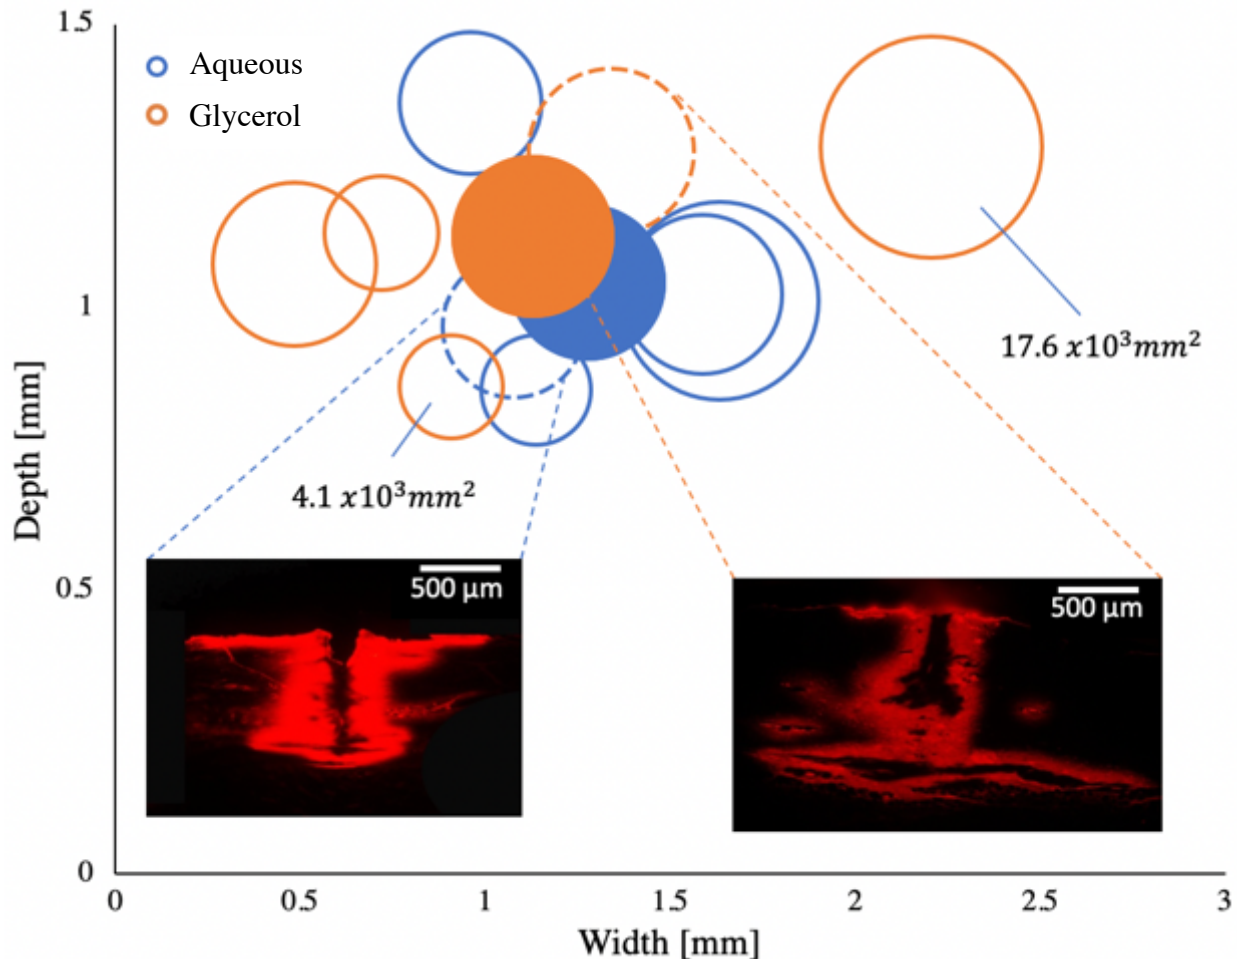 1.5
Aqueous
Glycerol
1
17.6 x10³mm²
4.1 x10³mm²
Depth [mm]
0.5
500 µm
500 µm
0
0
0.5
1
1.5
2
2.5
3
Width [mm]